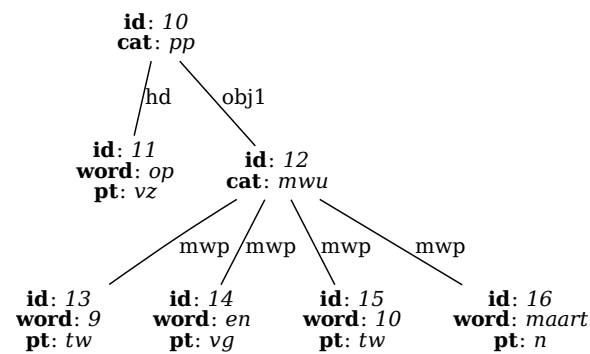 id: 10
cat: pp
hd obj1
id: 11
word: op
pt: vz
id: 12
cat: mwu
mwp mwp mwp mwp
id: 13 id: 14 id: 15 id: 16
word: 9 word: en word: 10 word: maart
pt: tw pt: vg pt: tw pt: n